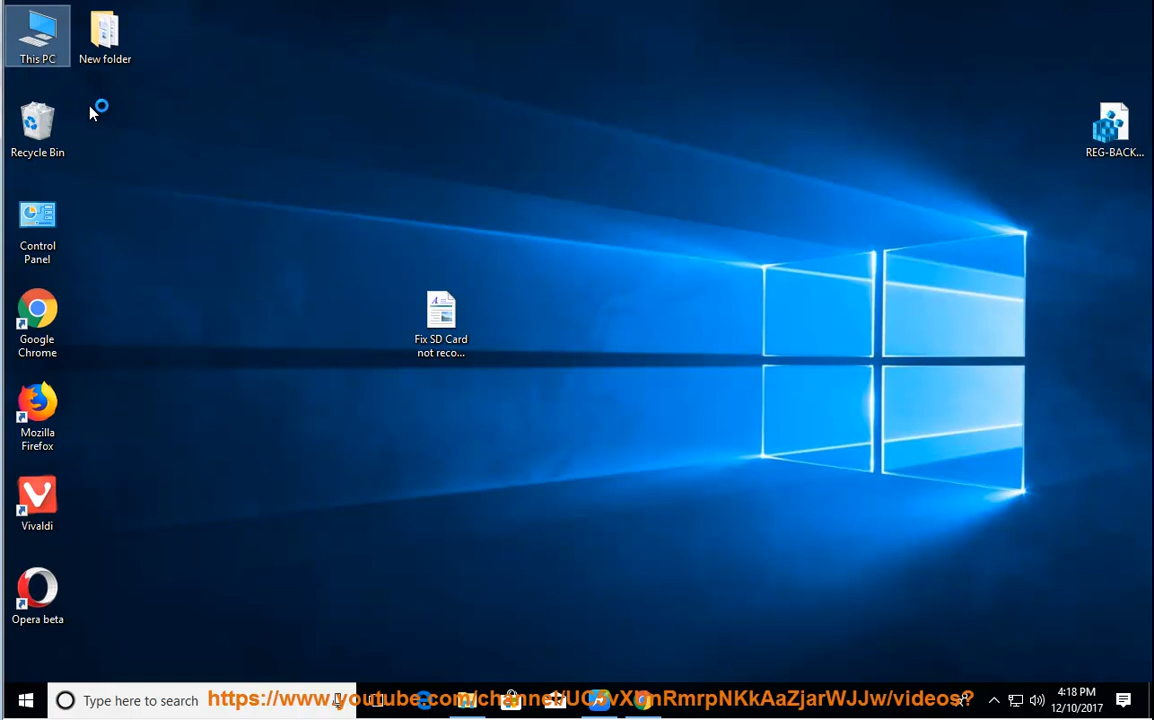 This PC
New folder
Recycle Bin
REG-BACK...
Control
Panel
Google
Chrome
Fix SD Card
not reco...
Mozilla
Firefox
Vivaldi
Opera beta
Type here to search
4:18 PM
12/10/2017